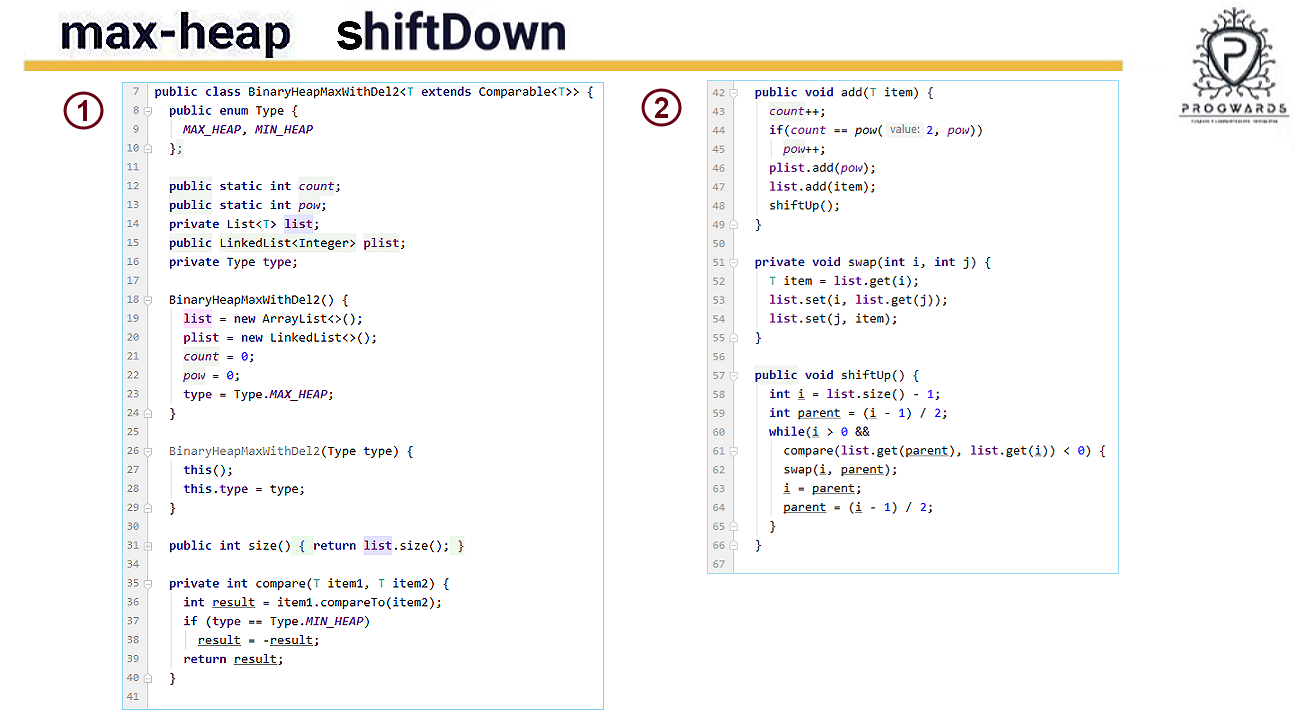 max-heap shiftDown
PROGWARDS
1
7 public class BinaryHeapMaxWithDel2<T extends Comparable<T>> {
8 public enum Type {
9 MAX_HEAP, MIN_HEAP
10 };
11
12 public static int count;
13 public static int pow;
14 private List<T> list;
15 public LinkedList<Integer> plist;
16 private Type type;
17
18 BinaryHeapMaxWithDel2() {
19 list = new ArrayList<>();
20 plist = new LinkedList<>();
21 count = 0;
22 pow = 0;
23 type = Type.MAX_HEAP;
24 }
25
26 BinaryHeapMaxWithDel2(Type type) {
27 this();
28 this.type = type;
29 }
30
31 public int size() { return list.size(); }
34
35 private int compare(T item1, T item2) {
36 int result = item1.compareTo(item2);
37 if (type == Type.MIN_HEAP)
38 result = -result;
39 return result;
40 }
41
2
42 public void add(T item) {
43 count++;
44 if(count == pow( value: 2, pow))
45 pow++;
46 plist.add(pow);
47 list.add(item);
48 shiftUp();
49 }
50
51 private void swap(int i, int j) {
52 T item = list.get(i);
53 list.set(i, list.get(j));
54 list.set(j, item);
55 }
56
57 public void shiftUp() {
58 int i = list.size() - 1;
59 int parent = (i - 1) / 2;
60 while(i > 0 &&
61 compare(list.get(parent), list.get(i)) < 0) {
62 swap(i, parent);
63 i = parent;
64 parent = (i - 1) / 2;
65 }
66 }
67